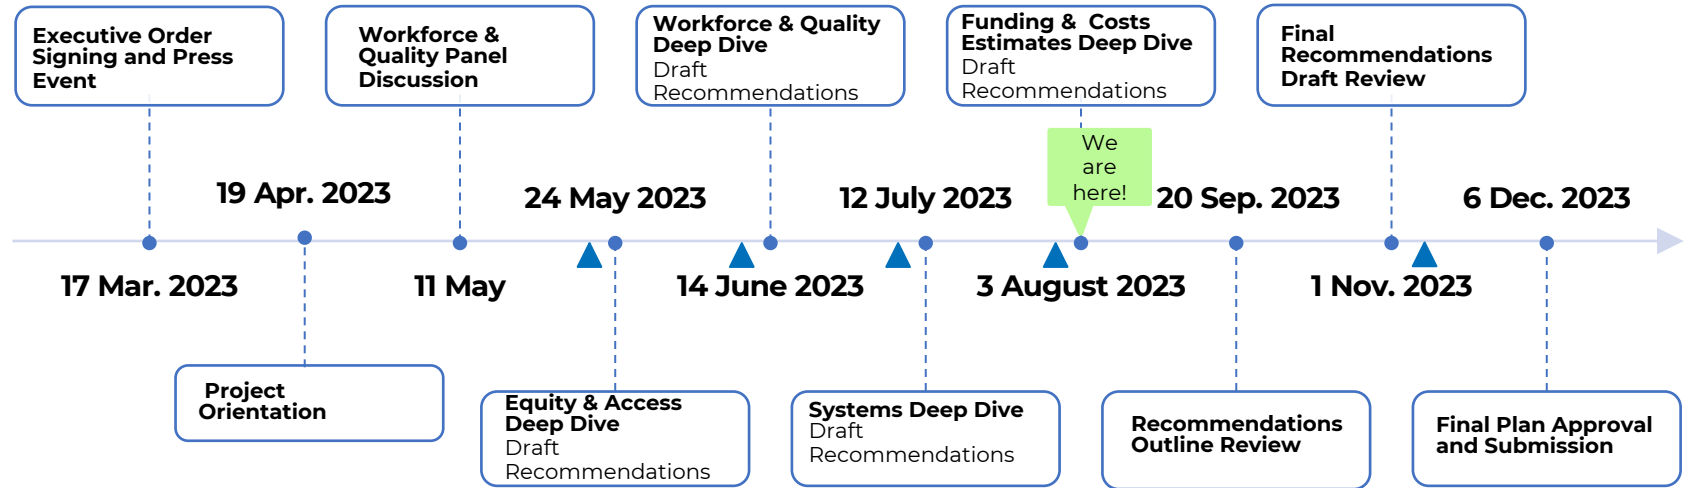 Executive Order
Signing and Press
Event
Workforce &
Quality Panel
Discussion
Workforce & Quality
Deep Dive
Draft
Recommendations
Funding & Costs
Estimates Deep Dive
Draft
Recommendations
Final
Recommendations
Draft Review
We
are
here!
19 Apr. 2023
24 May 2023
12 July 2023
20 Sep. 2023
6 Dec. 2023
17 Mar. 2023
11 May
14 June 2023
3 August 2023
1 Nov. 2023
Project
Orientation
Equity & Access
Deep Dive
Draft
Recommendations
Systems Deep Dive
Draft
Recommendations
Recommendations
Outline Review
Final Plan Approval
and Submission